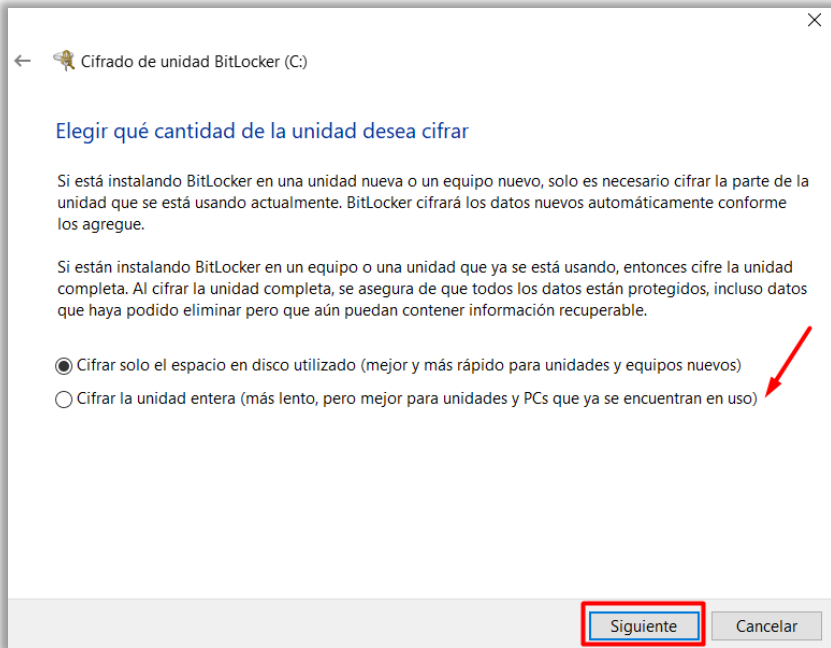 Cifrado de unidad BitLocker (C:)
Elegir qué cantidad de la unidad desea cifrar
Si está instalando BitLocker en una unidad nueva o un equipo nuevo, solo es necesario cifrar la parte de la
unidad que se está usando actualmente. BitLocker cifrará los datos nuevos automáticamente conforme
los agregue.
Si están instalando BitLocker en un equipo o una unidad que ya se está usando, entonces cifre la unidad
completa. Al cifrar la unidad completa, se asegura de que todos los datos están protegidos, incluso datos
que haya podido eliminar pero que aún puedan contener información recuperable.
Cifrar solo el espacio en disco utilizado (mejor y más rápido para unidades y equipos nuevos)
Cifrar la unidad entera (más lento, pero mejor para unidades y PCs que ya se encuentran en uso)
Siguiente
Cancelar